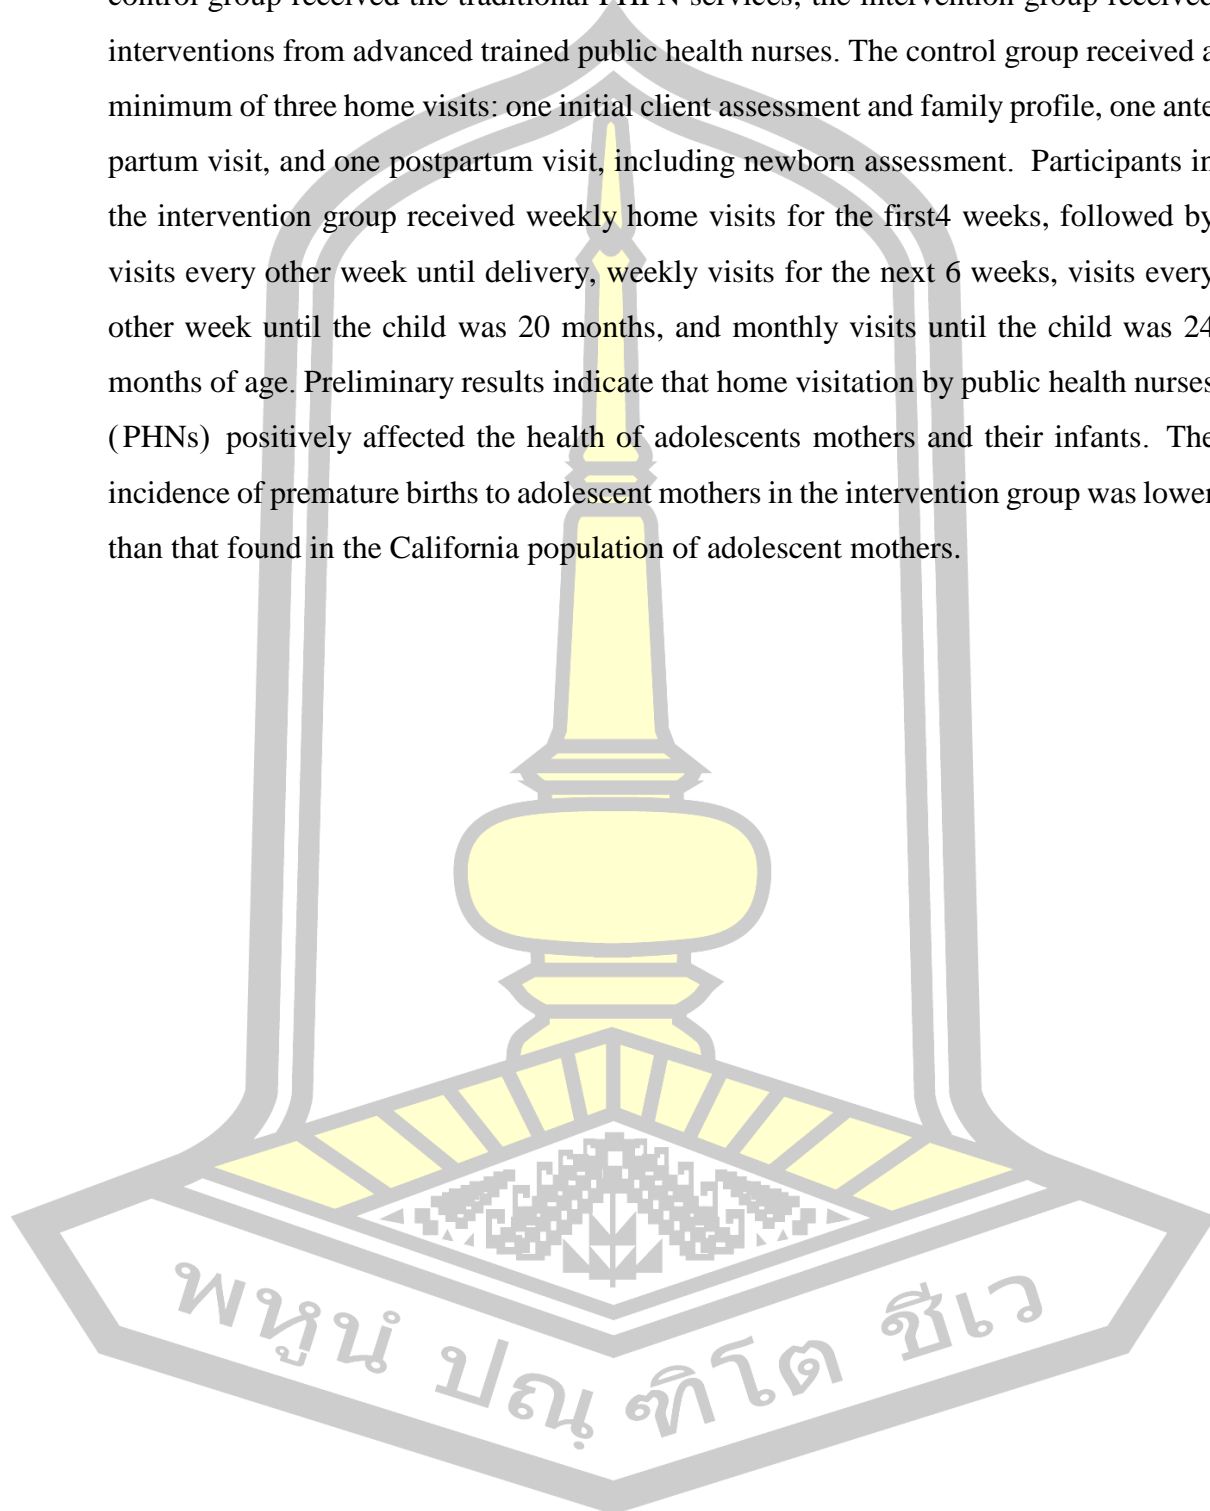 interventions from advanced trained public health nurses. The control group received a
minimum of three home visits: one initial client assessment and family profile, one ante
partum visit, and one postpartum visit, including newborn assessment. Participants in
the intervention group received weekly home visits for the first4 weeks, followed by
visits every other week until delivery, weekly visits for the next 6 weeks, visits every
other week until the child was 20 months, and monthly visits until the child was 24
months of age. Preliminary results indicate that home visitation by public health nurses
(PHNs) positively affected the health of adolescents mothers and their infants. The
incidence of premature births to adolescent mothers in the intervention group was lower
than that found in the California population of adolescent mothers.
พหูนํ ปณฺฑิโต ชีเว